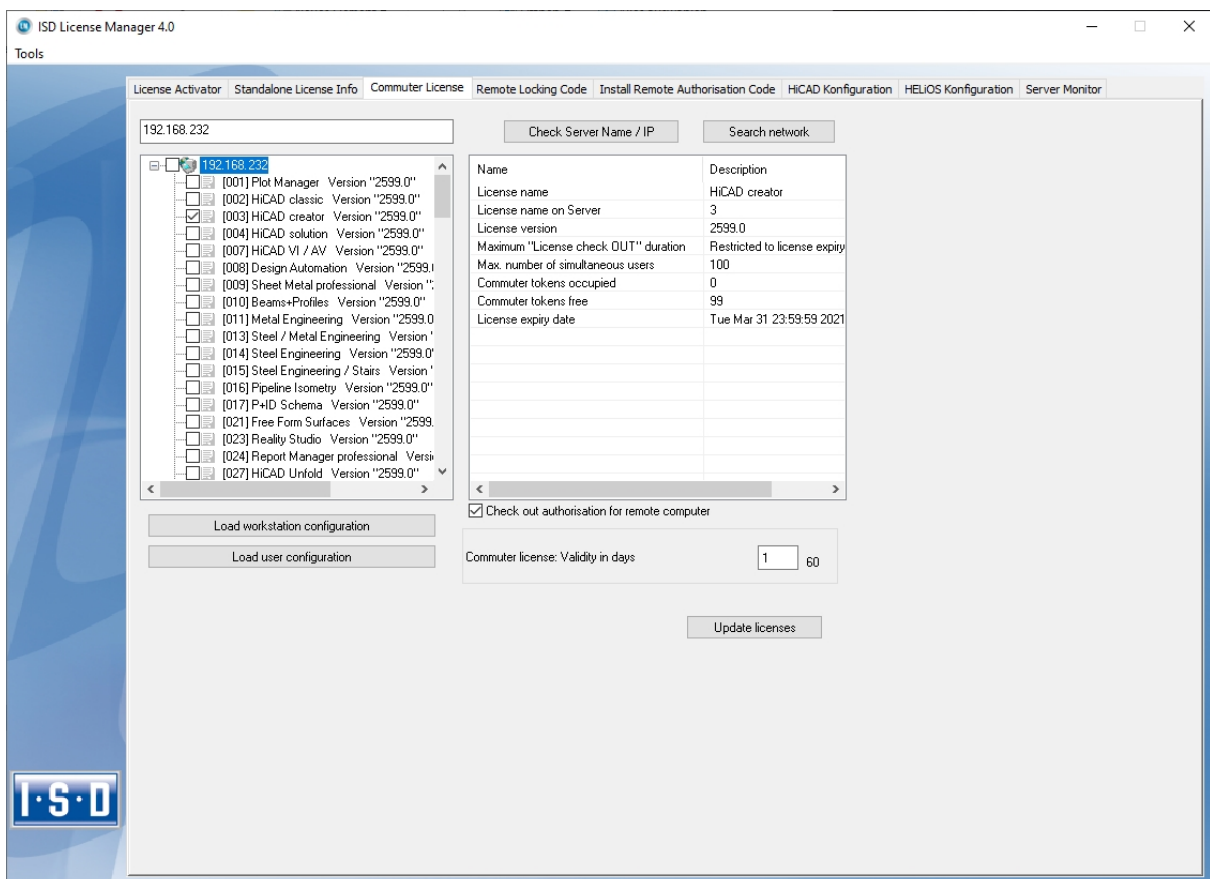 ISD License Manager 4.0
Tools
License Activator Standalone License Info Commuter License Remote Locking Code Install Remote Authorisation Code HiCAD Konfiguration HELiOS Konfiguration Server Monitor
192.168.232
Check Server Name / IP
Search network
192.168.232
[001] Plot Manager Version "2599.0"
[002] HiCAD classic Version "2599.0"
[003] HiCAD creator Version "2599.0"
[004] HiCAD solution Version "2599.0"
[007] HiCAD VI / AV Version "2599.0"
[008] Design Automation Version "2599.
[009] Sheet Metal professional Version "
[010] Beams+Profiles Version "2599.0"
[011] Metal Engineering Version "2599.0
[013] Steel / Metal Engineering Version "
[014] Steel Engineering Version "2599.0"
[015] Steel Engineering / Stairs Version "
[016] Pipeline Isometry Version "2599.0"
[017] P+ID Schema Version "2599.0"
[021] Free Form Surfaces Version "2599.
[023] Reality Studio Version "2599.0"
[024] Report Manager professional Versi
[027] HiCAD Unfold Version "2599.0"
Name Description
License name HiCAD creator
License name on Server 3
License version 2599.0
Maximum "License check OUT" duration Restricted to license expiry
Max. number of simultaneous users 100
Commuter tokens occupied 0
Commuter tokens free 99
License expiry date Tue Mar 31 23:59:59 2021
Load workstation configuration
Load user configuration
Check out authorisation for remote computer
Commuter license: Validity in days 1 60
Update licenses
I·S·D